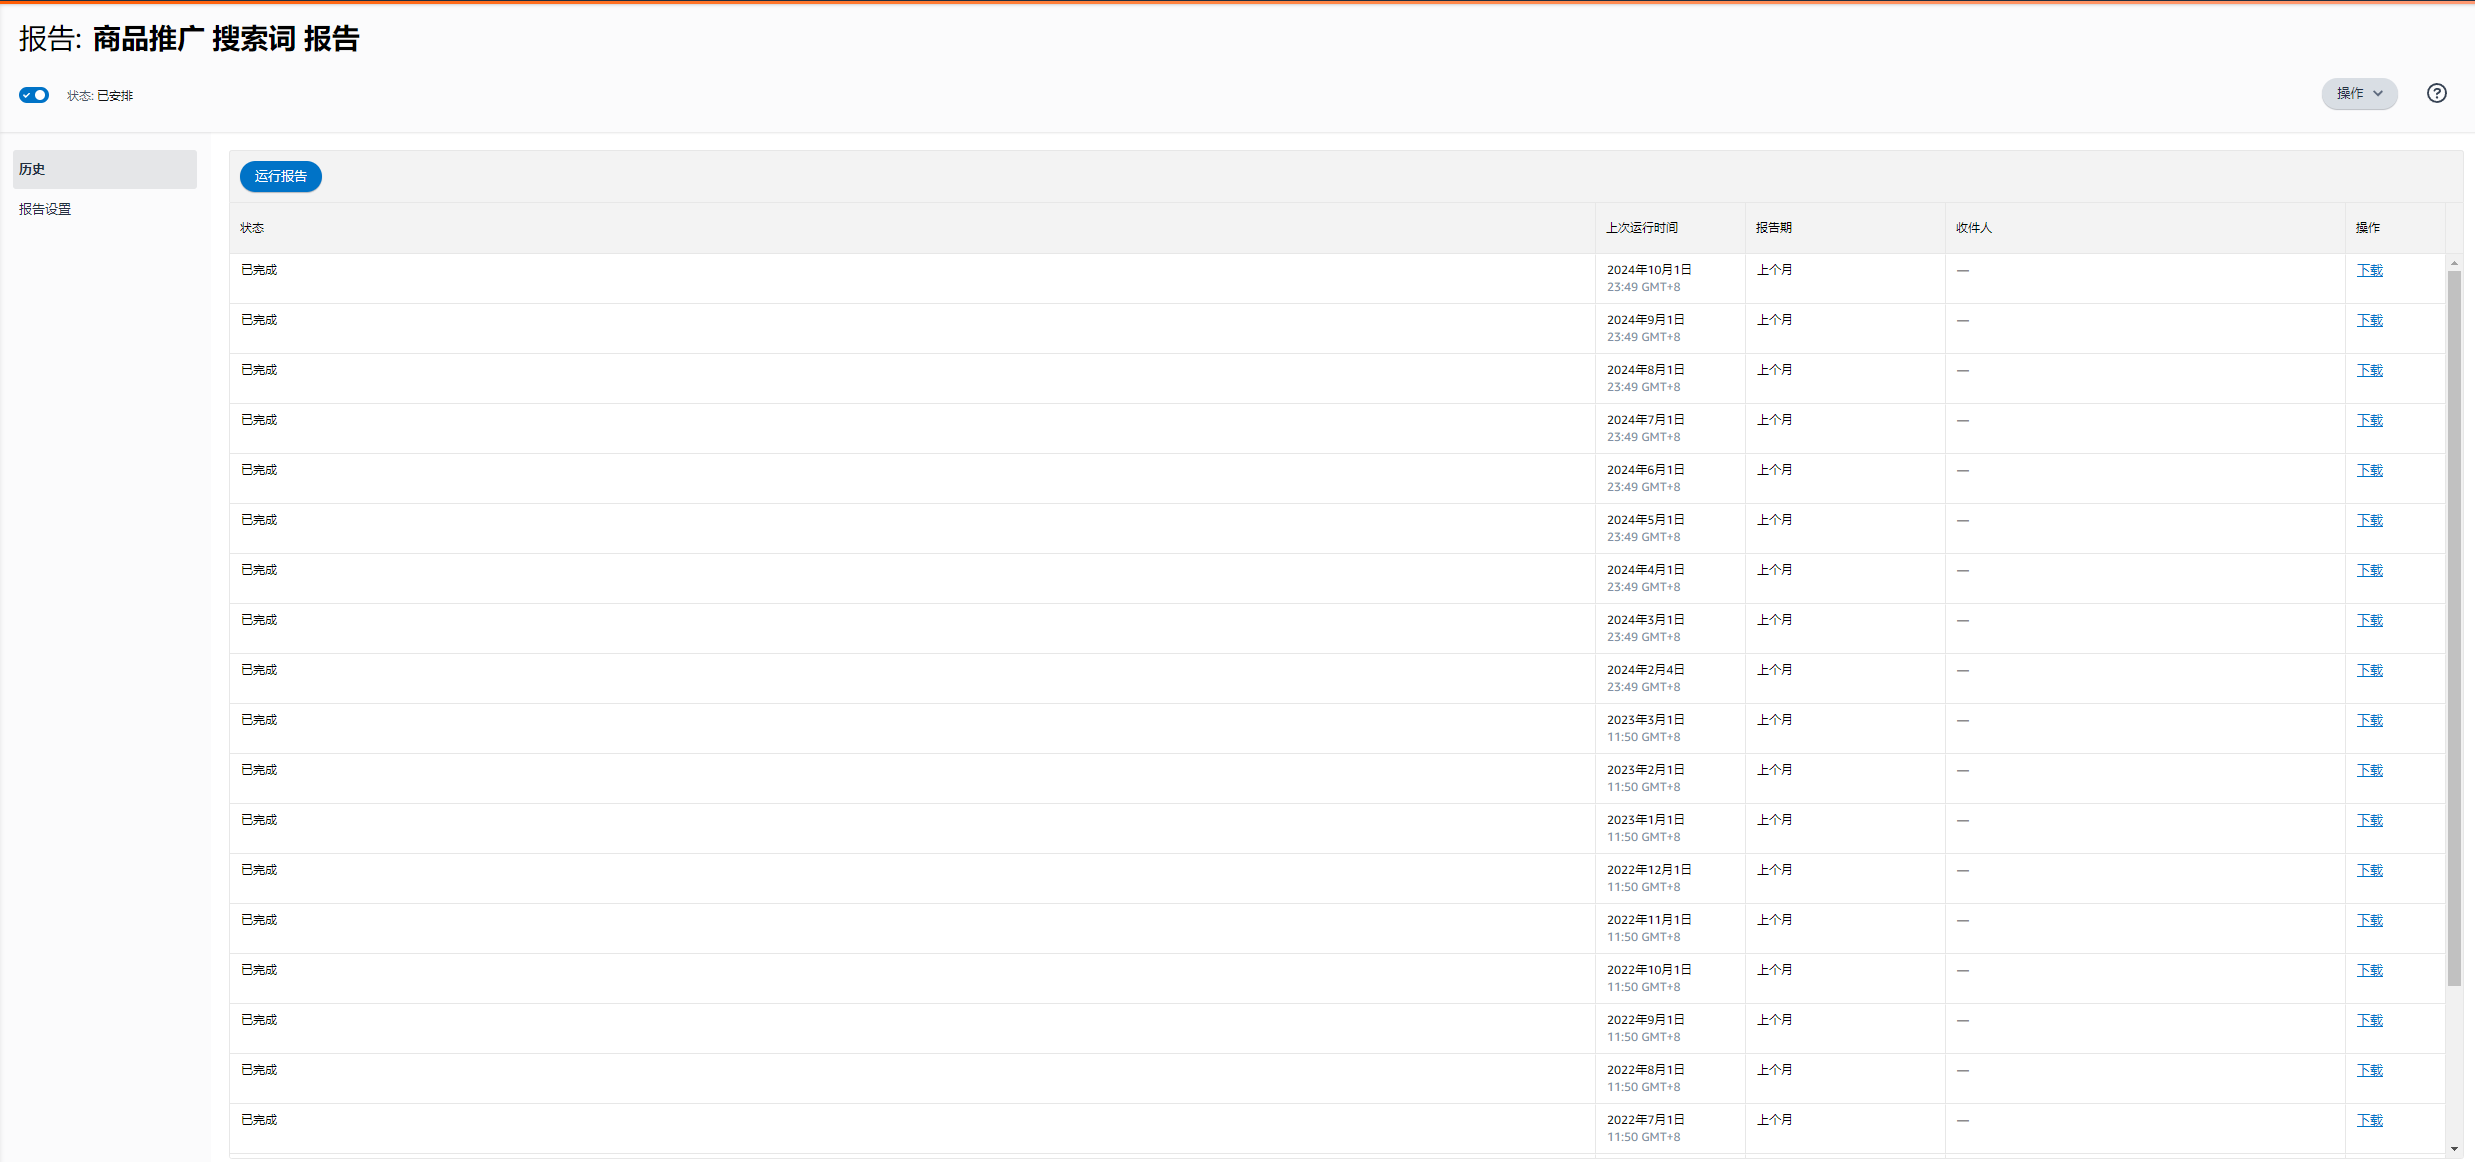 报告: 商品推广 搜索词 报告
状态: 已安排
操作
历史
报告设置
运行报告
状态 上次运行时间 报告期 收件人 操作
已完成 2024年10月1日 上个月 — 下载
23:49 GMT+8
已完成 2024年9月1日 上个月 — 下载
23:49 GMT+8
已完成 2024年8月1日 上个月 — 下载
23:49 GMT+8
已完成 2024年7月1日 上个月 — 下载
23:49 GMT+8
已完成 2024年6月1日 上个月 — 下载
23:49 GMT+8
已完成 2024年5月1日 上个月 — 下载
23:49 GMT+8
已完成 2024年4月1日 上个月 — 下载
23:49 GMT+8
已完成 2024年3月1日 上个月 — 下载
23:49 GMT+8
已完成 2024年2月4日 上个月 — 下载
23:49 GMT+8
已完成 2023年3月1日 上个月 — 下载
11:50 GMT+8
已完成 2023年2月1日 上个月 — 下载
11:50 GMT+8
已完成 2023年1月1日 上个月 — 下载
11:50 GMT+8
已完成 2022年12月1日 上个月 — 下载
11:50 GMT+8
已完成 2022年11月1日 上个月 — 下载
11:50 GMT+8
已完成 2022年10月1日 上个月 — 下载
11:50 GMT+8
已完成 2022年9月1日 上个月 — 下载
11:50 GMT+8
已完成 2022年8月1日 上个月 — 下载
11:50 GMT+8
已完成 2022年7月1日 上个月 — 下载
11:50 GMT+8